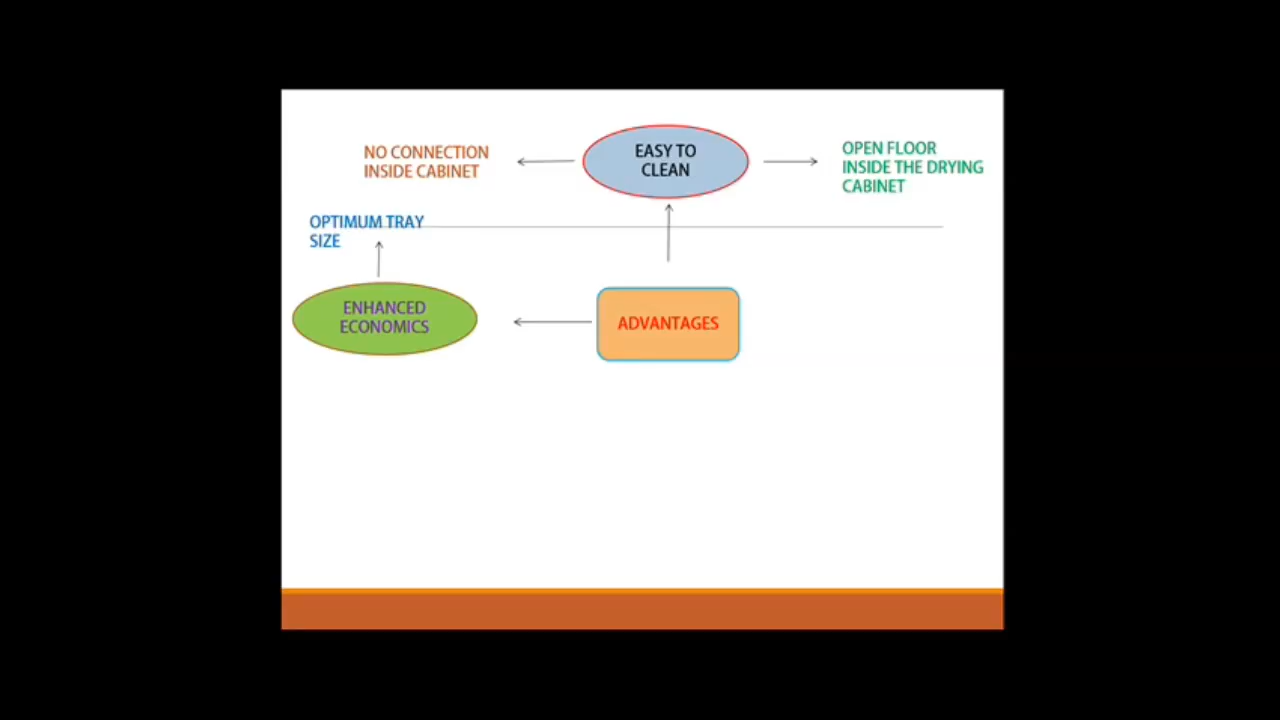 NO CONNECTION
INSIDE CABINET
EASY TO
CLEAN
OPEN FLOOR
INSIDE THE DRYING
CABINET
OPTIMUM TRAY
SIZE
ENHANCED
ECONOMICS
ADVANTAGES